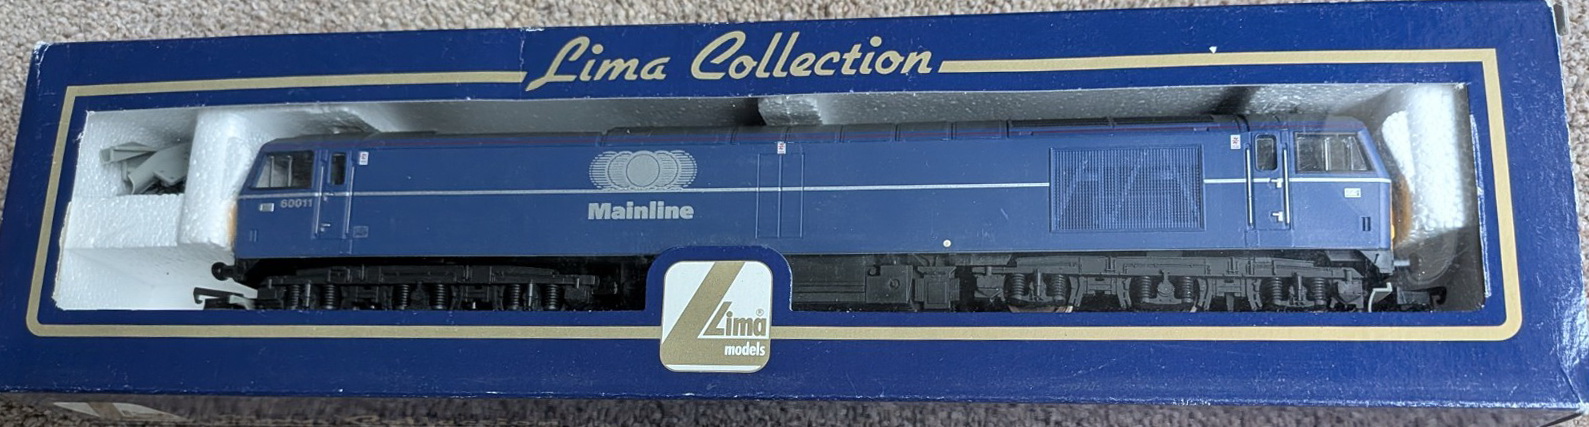 Lima Collection
60011
Mainline
Lima®
models